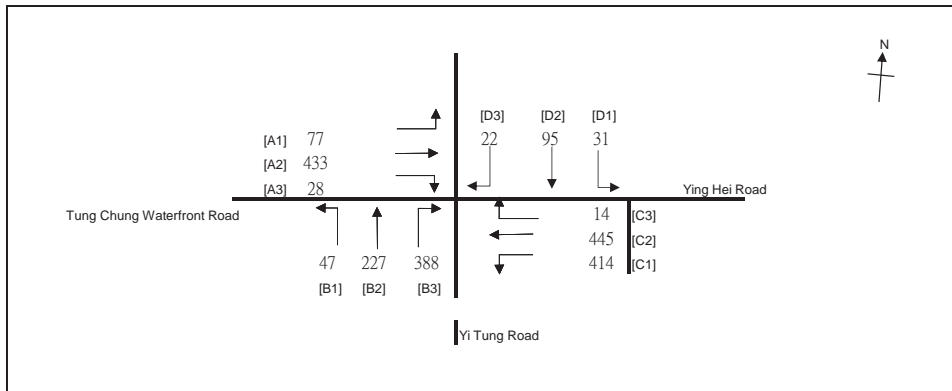 N
[D3] [D2] [D1]
22 95 31
[A1] 77
[A2] 433
[A3] 28
Ying Hei Road
Tung Chung Waterfront Road
14 [C3]
445 [C2]
414 [C1]
47 227 388
[B1] [B2] [B3]
Yi Tung Road